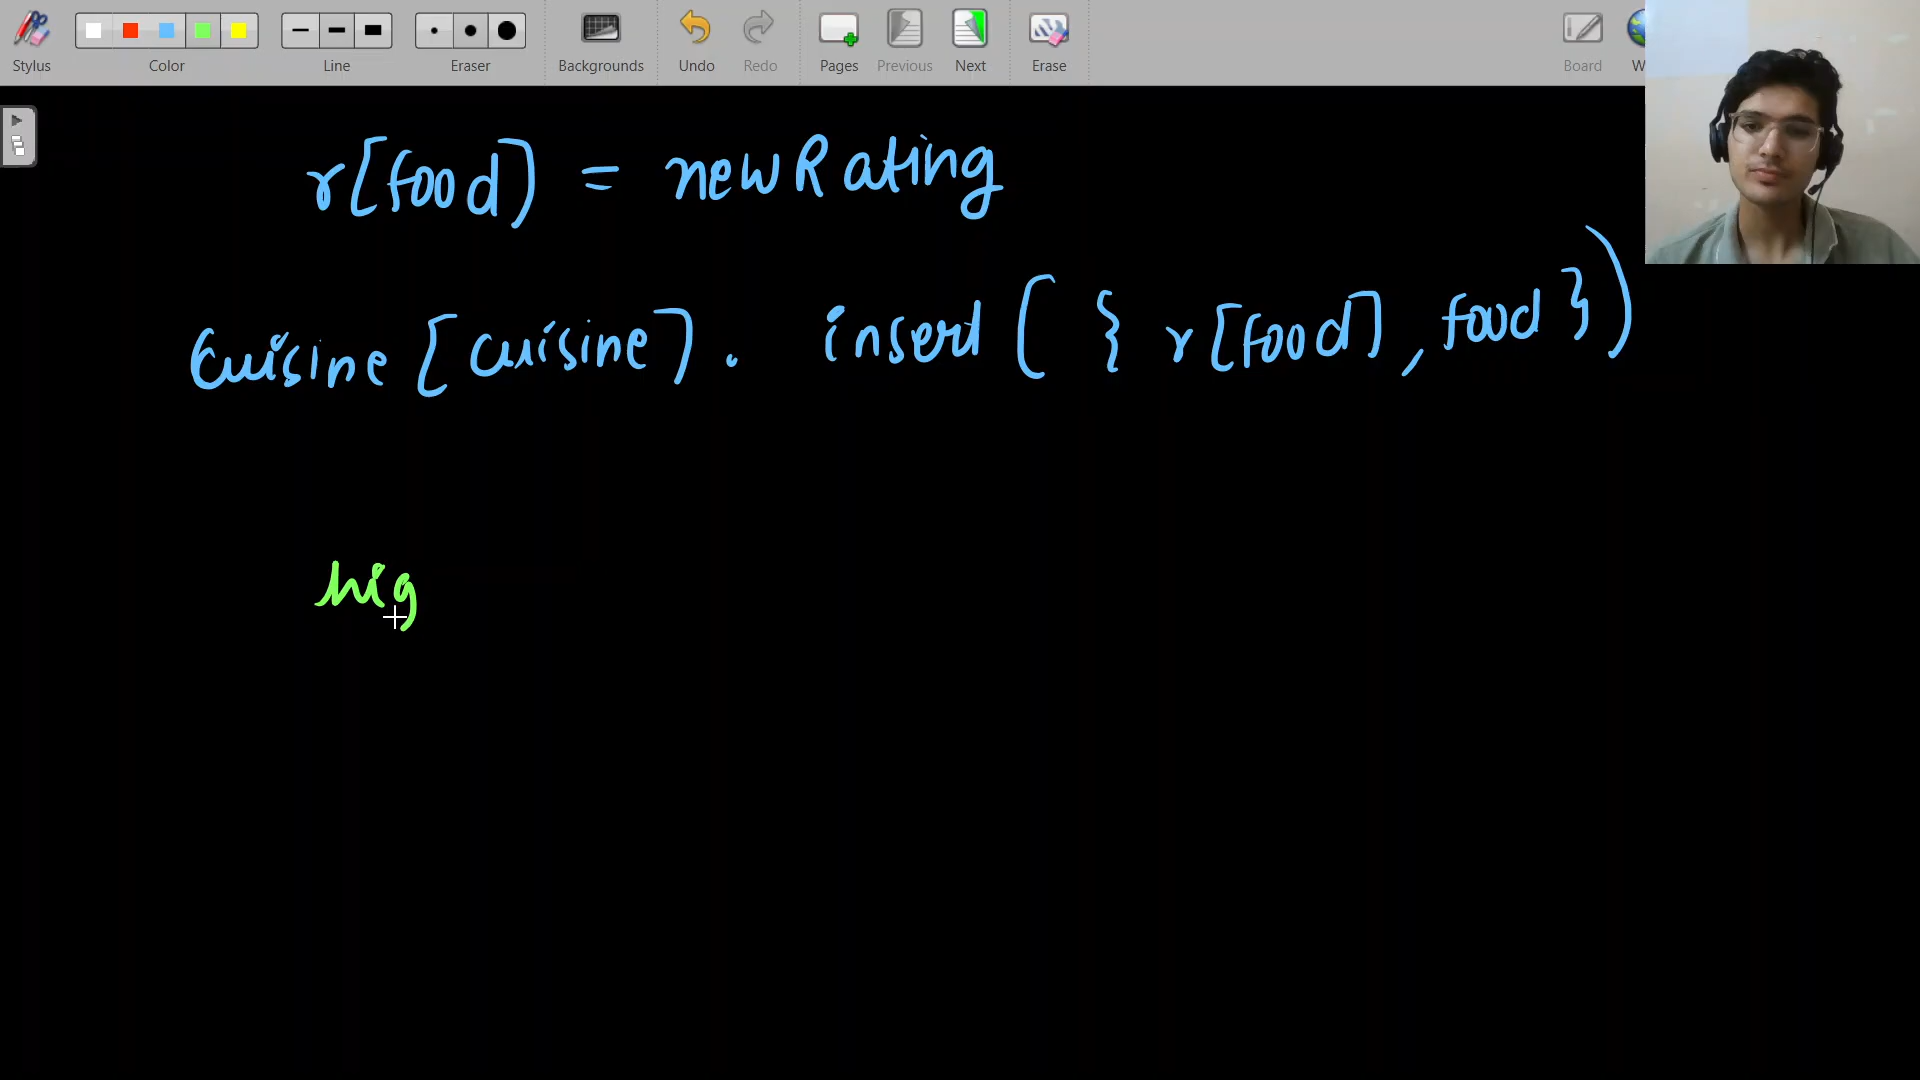 Stylus Color Line Eraser Backgrounds Undo Redo Pages Previous Next Erase Board W
r[food] = newRating
Cuisine[cuisine]. insert( { r[food], food } )
hig